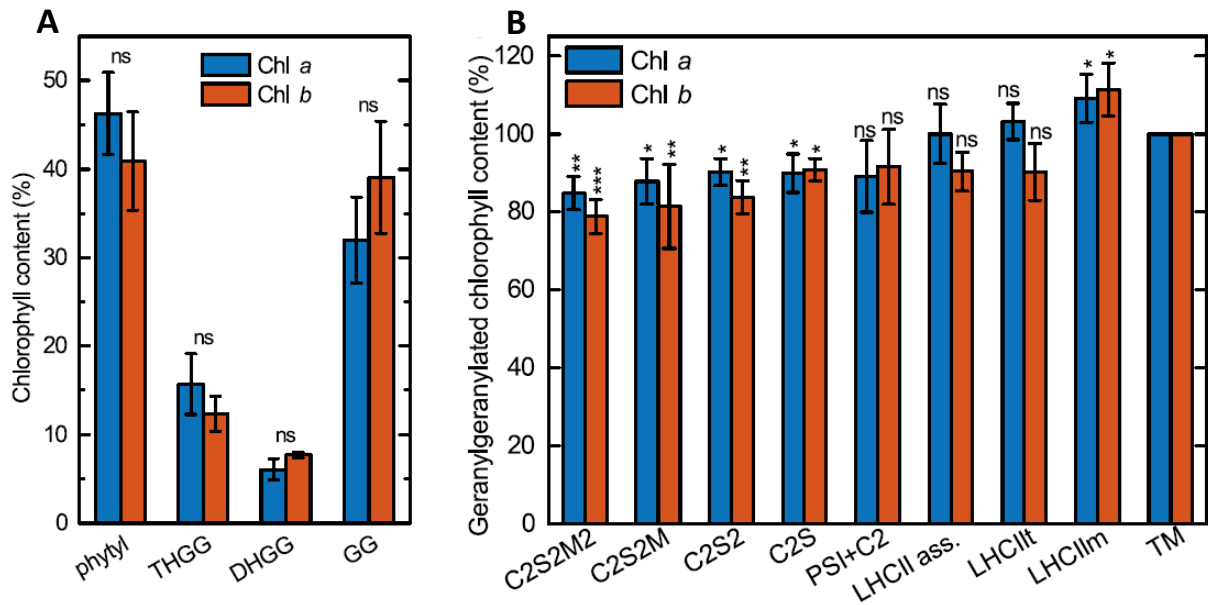 A
Chlorophyll content (%)
50
40
30
20
10
0
Chl a
Chl b
ns
ns
ns
ns
phytyl
THGG
DHGG
GG
B
Geranylgeranylated chlorophyll content (%)
120
100
80
60
40
20
0
Chl a
Chl b
** ***
* **
* **
* *
ns ns
ns ns
ns ns
* *
C2S2M2
C2S2M
C2S2
C2S
PSI+C2
LHCII ass.
LHCIIt
LHCIIm
TM